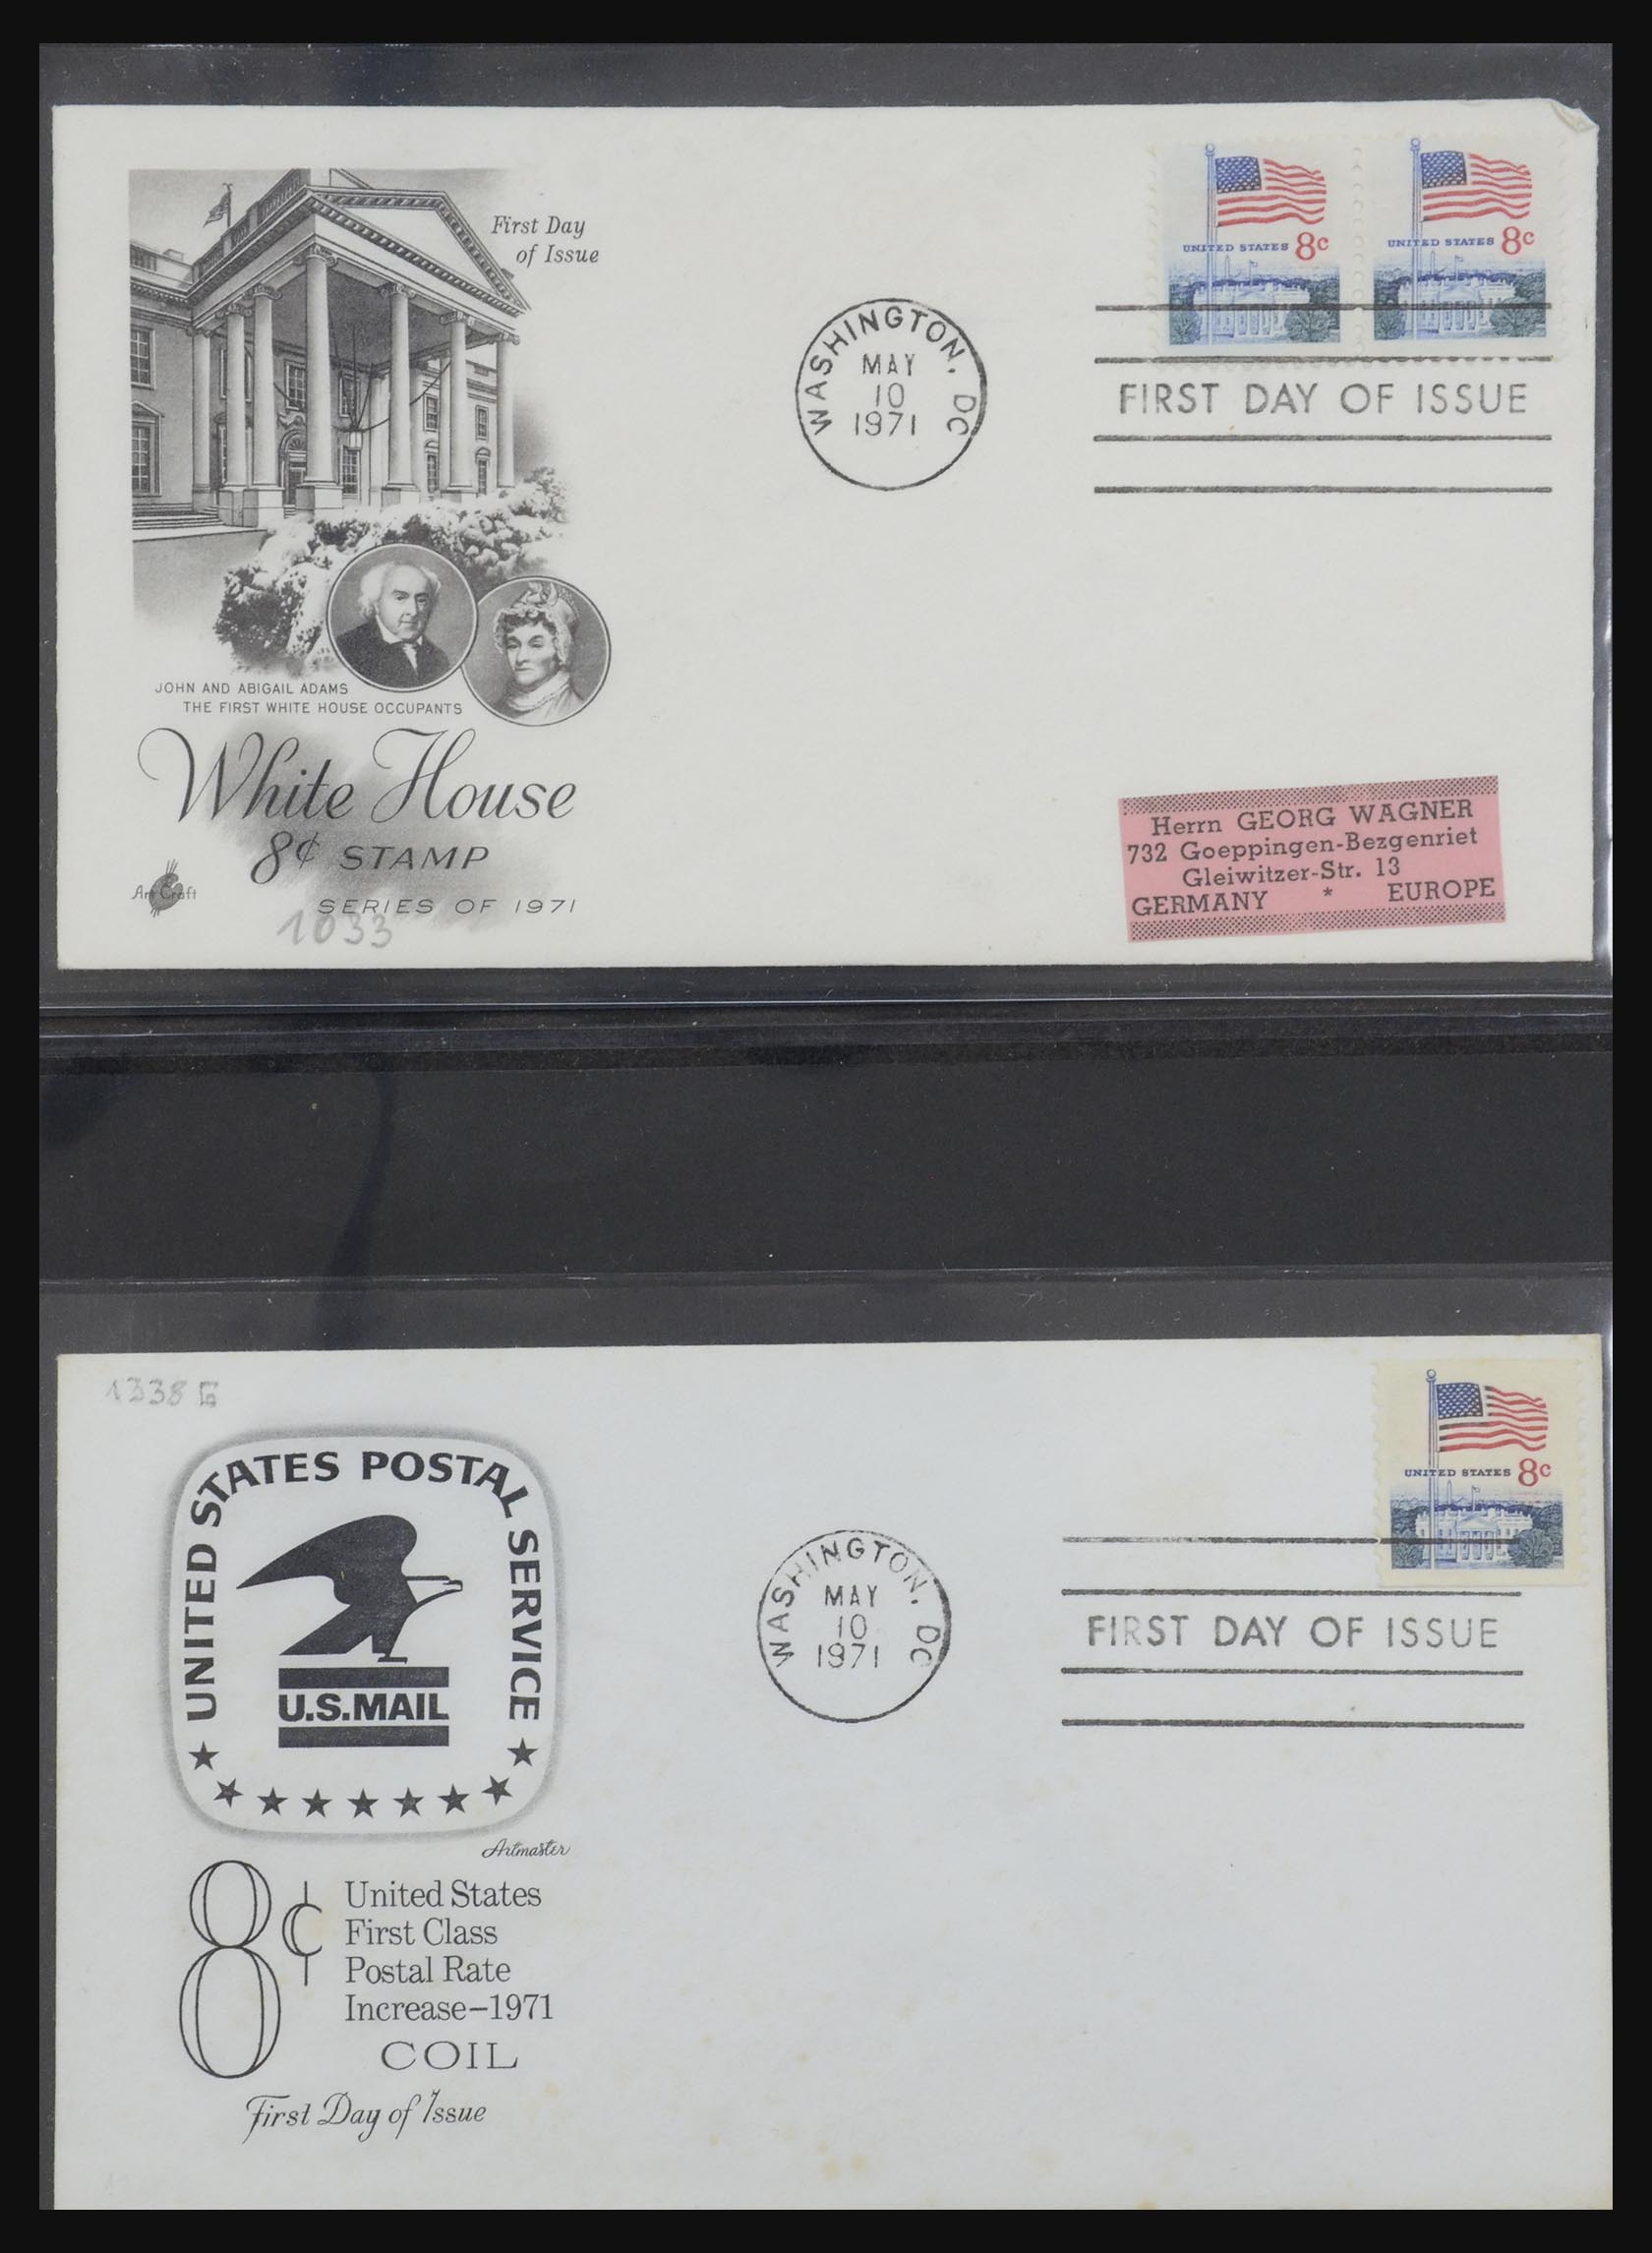 First Day
of Issue
UNITED STATES 8c
UNITED STATES 8c
WASHINGTON, DC
MAY
10
1971
FIRST DAY OF ISSUE
JOHN AND ABIGAIL ADAMS
THE FIRST WHITE HOUSE OCCUPANTS
White House
8¢ STAMP
Art Craft
SERIES OF 1971
1033
Herrn GEORG WAGNER
732 Goeppingen-Bezgenriet
Gleiwitzer-Str. 13
GERMANY * EUROPE
1338 G
UNITED STATES POSTAL SERVICE
U.S.MAIL
Artmaster
8¢ United States
First Class
Postal Rate
Increase–1971
COIL
First Day of Issue
UNITED STATES 8c
WASHINGTON, DC
MAY
10
1971
FIRST DAY OF ISSUE